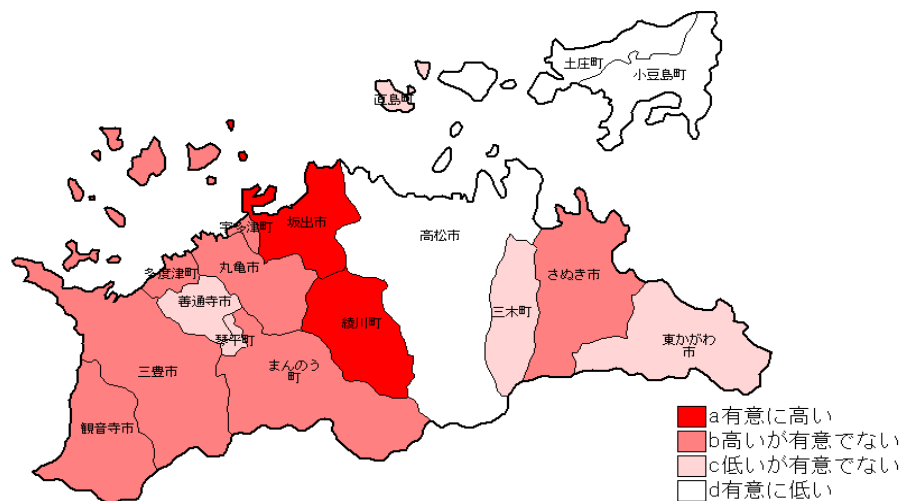 土庄町
小豆島町
直島町
坂出市
宇多津町
高松市
丸亀市
多度津町
さぬき市
善通寺市
三木町
綾川町
琴平町
東かがわ
市
まんのう
町
三豊市
観音寺市
a有意に高い
b高いが有意でない
c低いが有意でない
d有意に低い